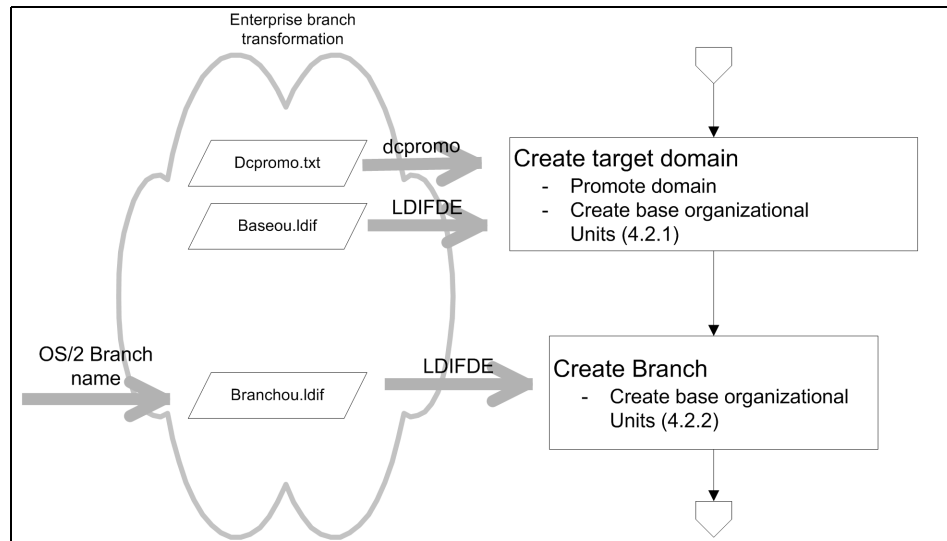 Enterprise branch
transformation
Dcpromo.txt
dcpromo
Create target domain
- Promote domain
- Create base organizational
Units (4.2.1)
Baseou.ldif
LDIFDE
OS/2 Branch
name
Branchou.ldif
LDIFDE
Create Branch
- Create base organizational
Units (4.2.2)